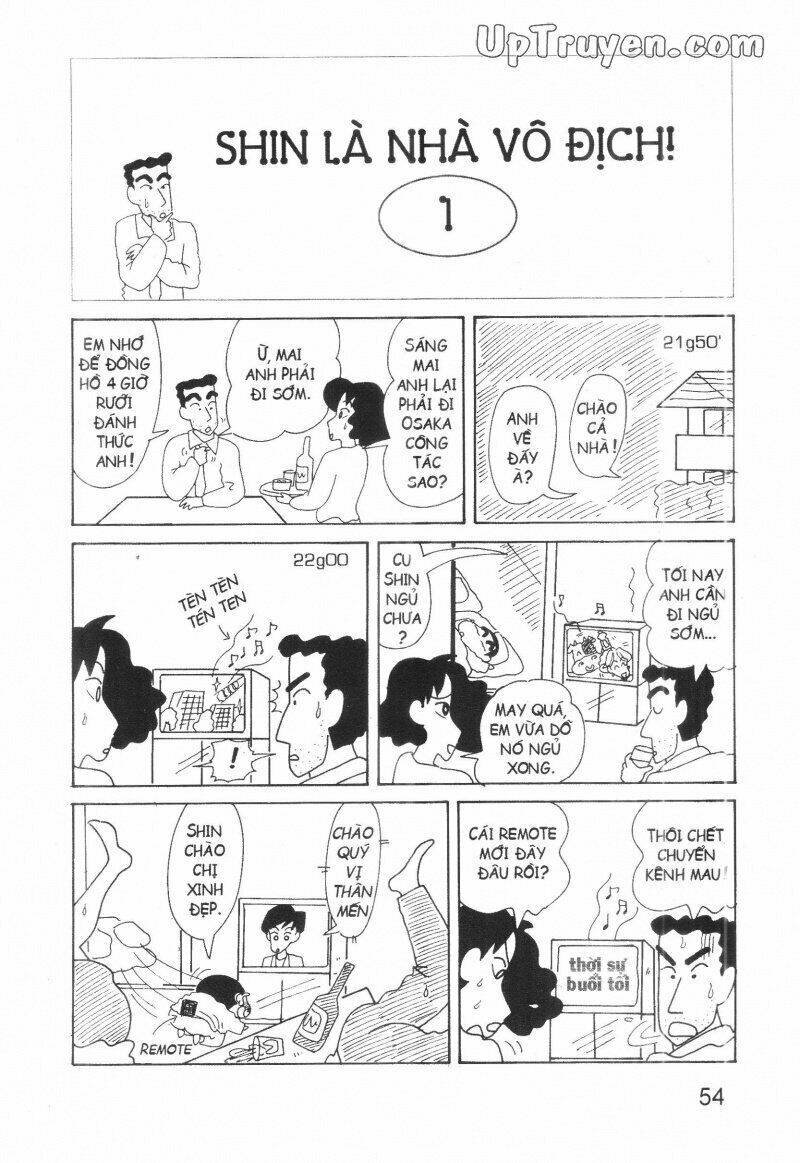 UpTruyen.com
SHIN LÀ NHÀ VÔ ĐỊCH!
1
21g50'
CHÀO
CẢ
NHÀ!
ANH
VỀ
ĐẤY
À?
SÁNG
MAI
ANH LẠI
PHẢI ĐI
OSAKA
CÔNG
TÁC
SAO?
Ừ, MAI
ANH PHẢI
ĐI SỚM.
EM NHỚ
ĐỂ ĐỒNG
HỒ 4 GIỜ
RƯỠI
ĐÁNH
THỨC
ANH!
TỐI NAY
ANH CẦN
ĐI NGỦ
SỚM...
CU
SHIN
NGỦ
CHƯA
?
MAY QUÁ,
EM VỪA DỖ
NÓ NGỦ
XONG.
22g00
TÈN TÈN
TÉN TEN
!
THÔI CHẾT
CHUYỂN
KÊNH MAU!
CÁI REMOTE
MỚI ĐÂY
ĐÂU RỒI?
thời sự
buổi tối
CHÀO
QUÝ
VỊ
THÂN
MẾN
SHIN
CHÀO
CHỊ
XINH
ĐẸP.
REMOTE
54